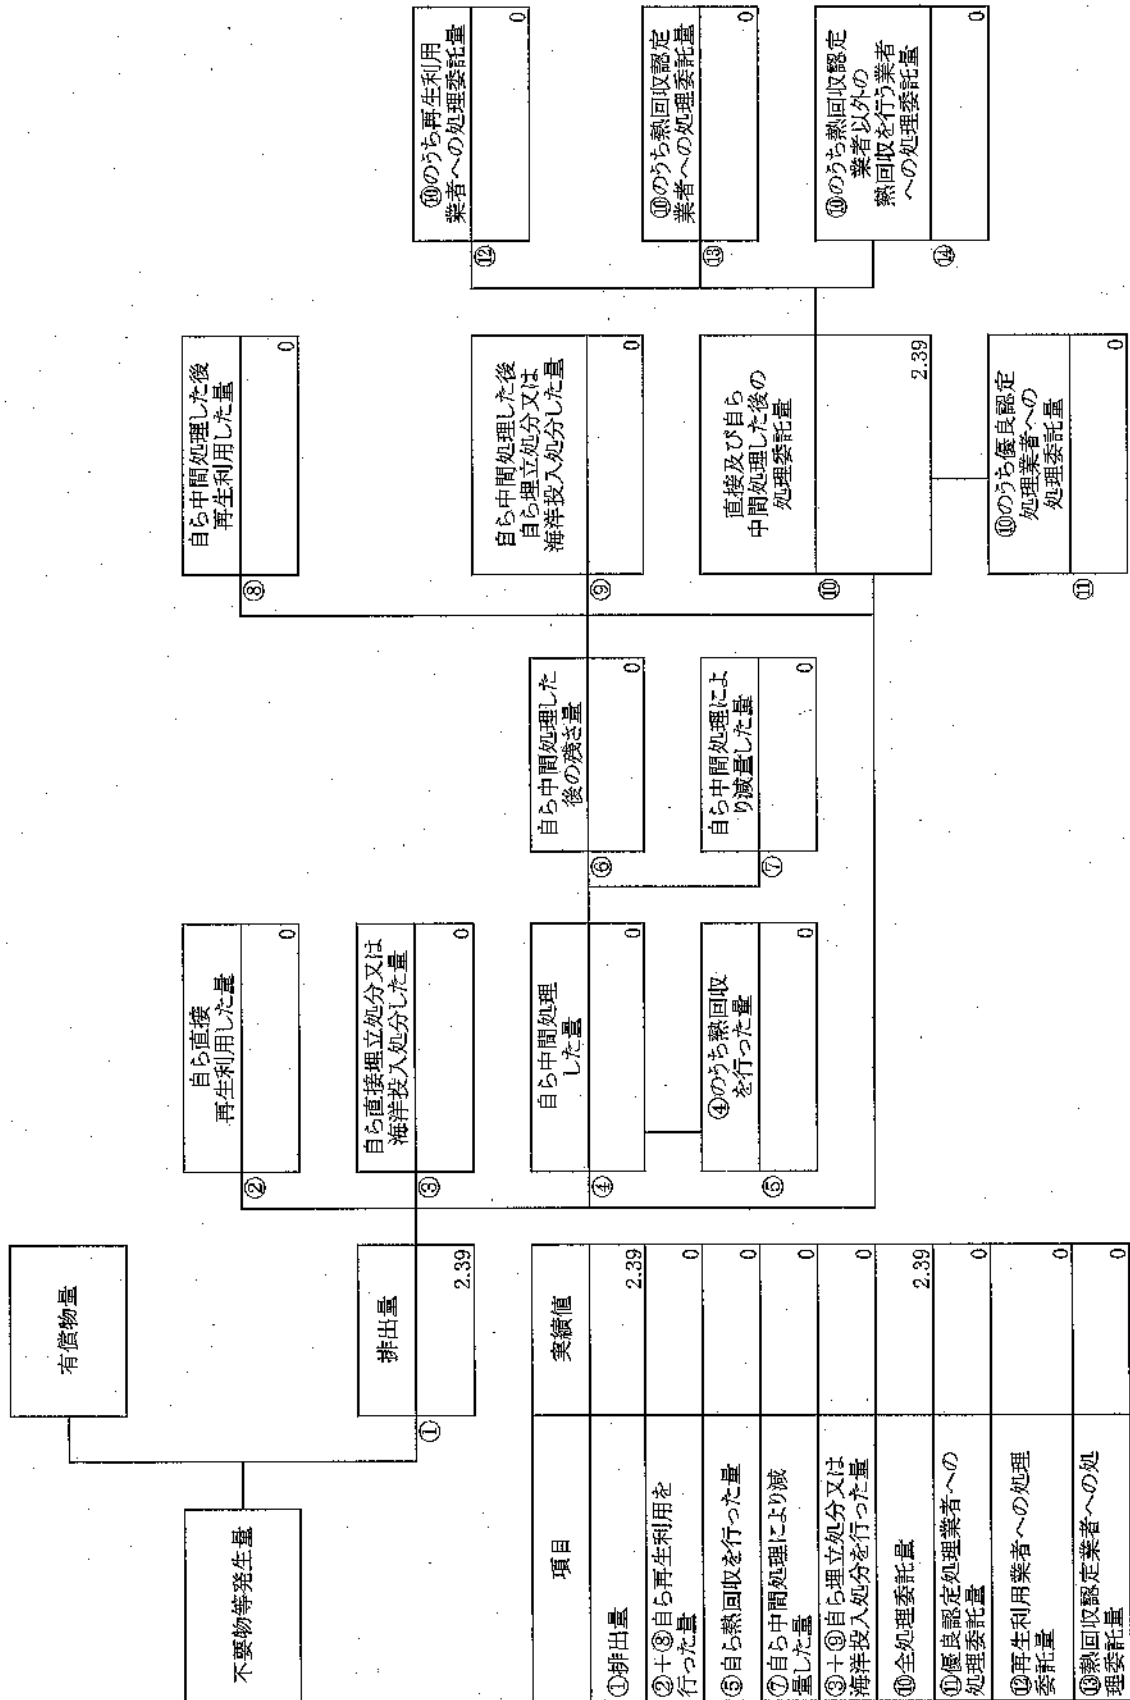 不要物等発生量
有償物量
①
排出量
2.39
②
自ら直接
再生利用した量
0
③
自ら直接埋立処分又は
海洋投入処分した量
0
④
自ら中間処理
した量
0
⑤
④のうち熱回収
を行った量
0
⑥
自ら中間処理した
後の残さ量
0
⑦
自ら中間処理によ
り減量した量
0
⑧
自ら中間処理した後
再生利用した量
0
⑨
自ら中間処理した後
自ら埋立処分又は
海洋投入処分した量
0
⑩
直接及び自ら
中間処理した後の
処理委託量
2.39
⑪
⑩のうち優良認定
処理業者への
処理委託量
0
⑫
⑩のうち再生利用
業者への処理委託量
0
⑬
⑩のうち熱回収認定
業者への処理委託量
0
⑭
⑩のうち熱回収認定
業者以外の
熱回収を行う業者
への処理委託量
0
項目 実績値
①排出量 2.39
②+⑧自ら再生利用を
行った量 0
⑤自ら熱回収を行った量 0
⑦自ら中間処理により減
量した量 0
③+⑨自ら埋立処分又は
海洋投入処分を行った量 0
⑩全処理委託量 2.39
⑪優良認定処理業者への
処理委託量 0
⑫再生利用業者への処理
委託量 0
⑬熱回収認定業者への処
理委託量 0